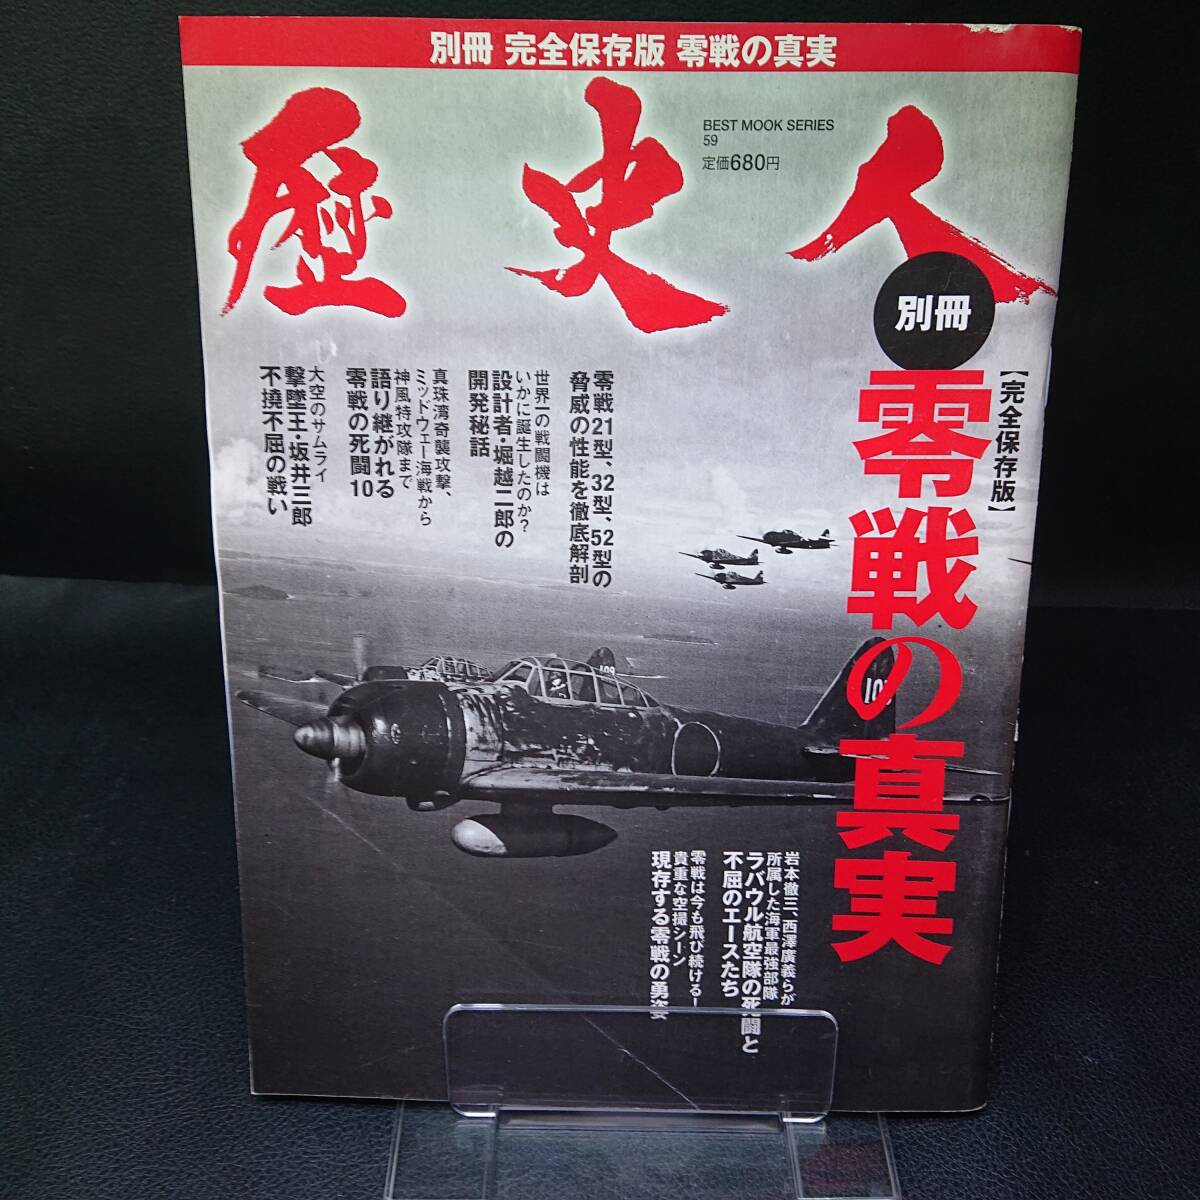 別冊 完全保存版 零戦の真実
歴史人
BEST MOOK SERIES
59
定価680円
別冊
【完全保存版】
零戦の真実
零戦21型、32型、52型の
脅威の性能を徹底解剖
世界一の戦闘機は
いかに誕生したのか?
設計者・堀越二郎の
開発秘話
真珠湾奇襲攻撃、
ミッドウェー海戦から
神風特攻隊まで
語り継がれる
零戦の死闘10
大空のサムライ
撃墜王・坂井三郎
不撓不屈の戦い
109
107
岩本徹三、西澤廣義らが
所属した海軍最強部隊
ラバウル航空隊の死闘と
不屈のエースたち
零戦は今も飛び続ける!
貴重な空撮シーン
現存する零戦の勇姿